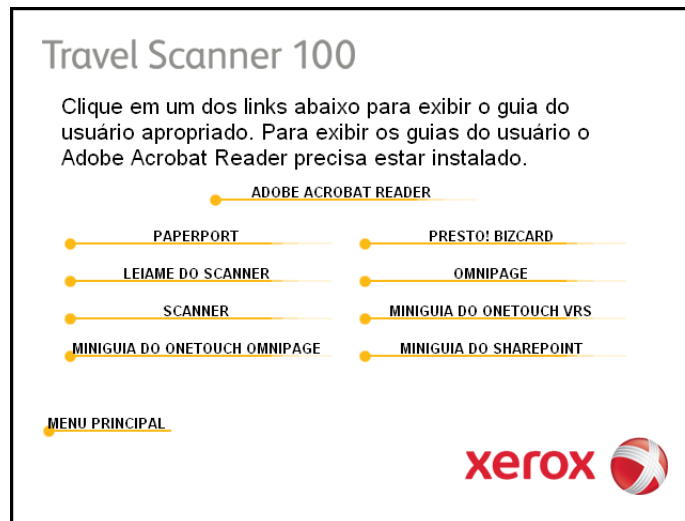 Travel Scanner 100
Clique em um dos links abaixo para exibir o guia do
usuário apropriado. Para exibir os guias do usuário o
Adobe Acrobat Reader precisa estar instalado.
ADOBE ACROBAT READER
PAPERPORT
PRESTO! BIZCARD
LEIAME DO SCANNER
OMNIPAGE
SCANNER
MINIGUIA DO ONETOUCH VRS
MINIGUIA DO ONETOUCH OMNIPAGE
MINIGUIA DO SHAREPOINT
MENU PRINCIPAL
xerox